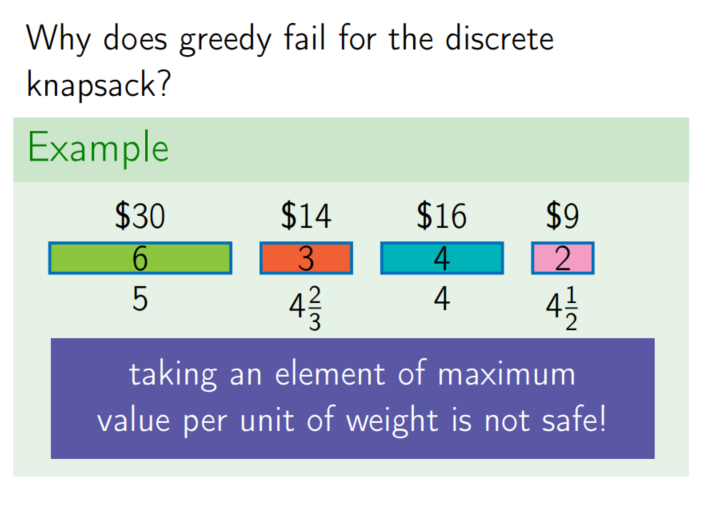 Why does greedy fail for the discrete
knapsack?
Example
$30 $14 $16 $9
6 3 4 2
5 4 2/3 4 4 1/2
taking an element of maximum
value per unit of weight is not safe!